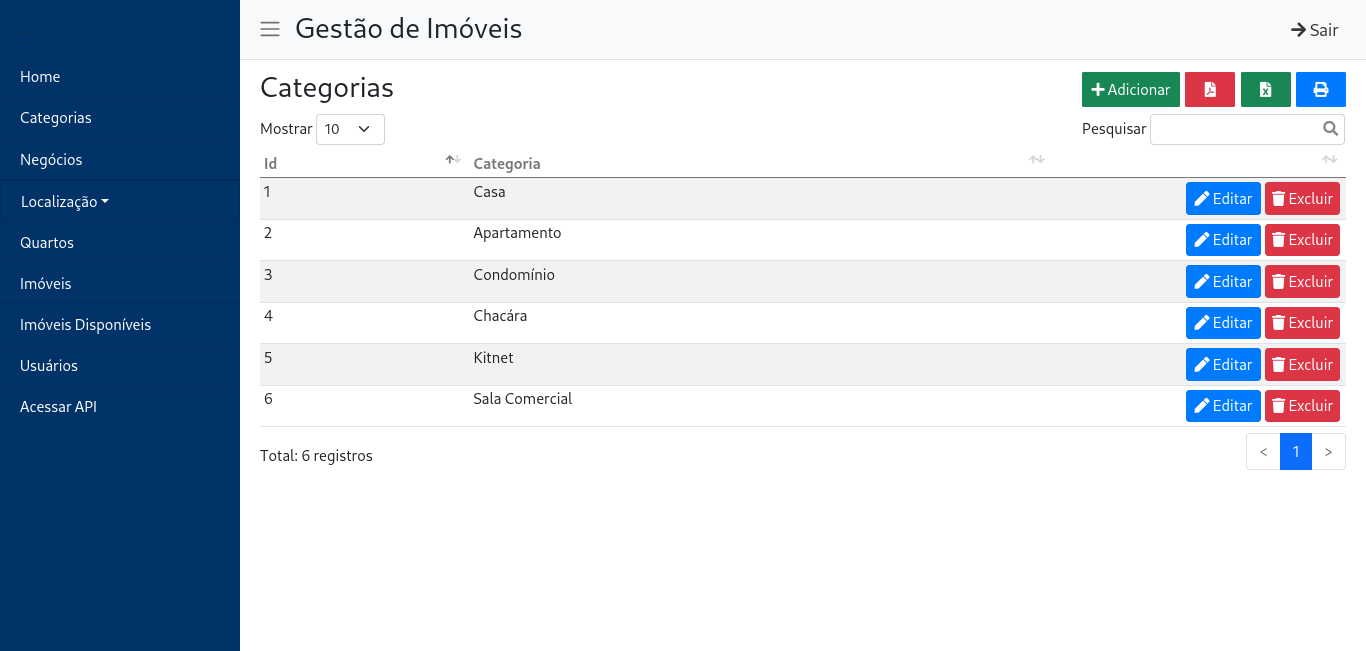 Gestão de Imóveis
Sair
Home
Categorias
Negócios
Localização
Quartos
Imóveis
Imóveis Disponíveis
Usuários
Acessar API
Categorias
Adicionar
Mostrar 10
Pesquisar
Id Categoria
1 Casa Editar Excluir
2 Apartamento Editar Excluir
3 Condomínio Editar Excluir
4 Chacára Editar Excluir
5 Kitnet Editar Excluir
6 Sala Comercial Editar Excluir
Total: 6 registros
< 1 >